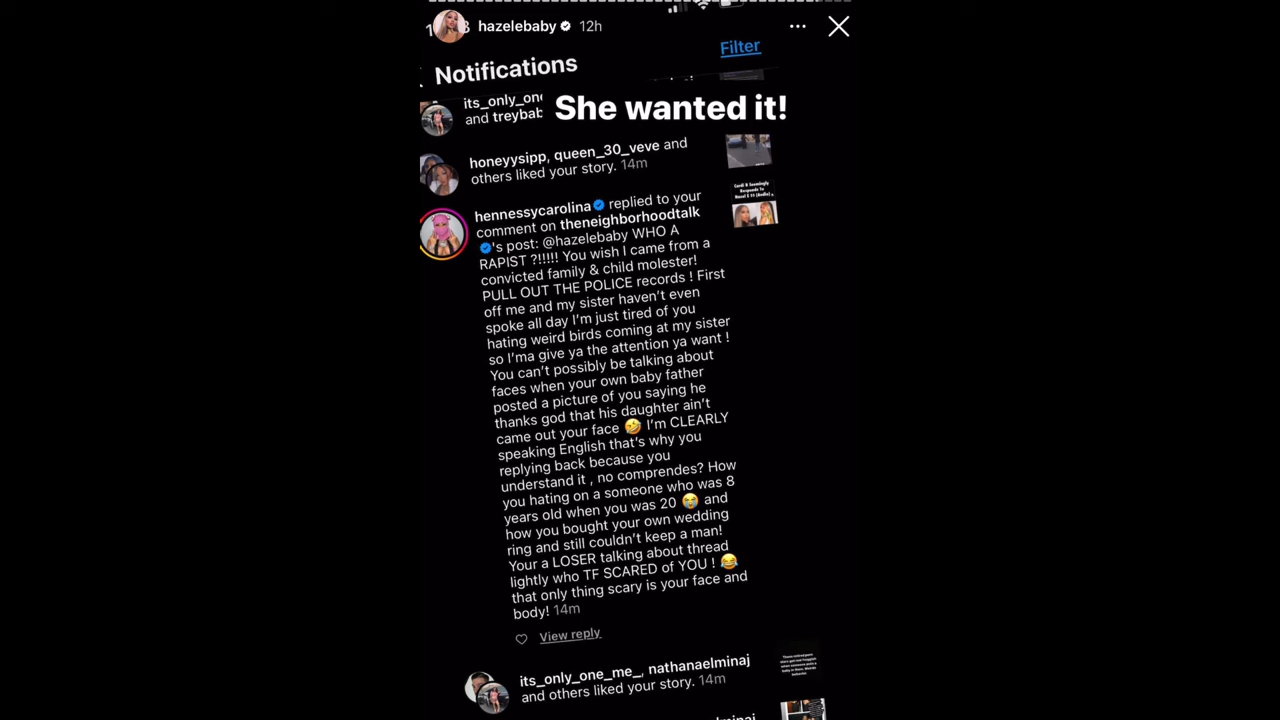 hazelebaby 12h
Filter
Notifications
its_only_one
and treybab
She wanted it!
honeyysipp, queen_30_veve and
others liked your story. 14m
hennessycarolina replied to your
comment on theneighborhoodtalk
's post: @hazelebaby WHO A
RAPIST ?!!!!! You wish I came from a
convicted family & child molester!
PULL OUT THE POLICE records ! First
off me and my sister haven't even
spoke all day I'm just tired of you
hating weird birds coming at my sister
so I'ma give ya the attention ya want !
You can't possibly be talking about
faces when your own baby father
posted a picture of you saying he
thanks god that his daughter ain't
came out your face 🤣 I'm CLEARLY
speaking English that's why you
replying back because you
understand it , no comprendes? How
you hating on a someone who was 8
years old when you was 20 😭 and
how you bought your own wedding
ring and still couldn't keep a man!
Your a LOSER talking about thread
lightly who TF SCARED of YOU ! 😂
that only thing scary is your face and
body! 14m
View reply
Cardi B Seemingly
Responds To
its_only_one_me_, nathanaelminaj
and others liked your story. 14m